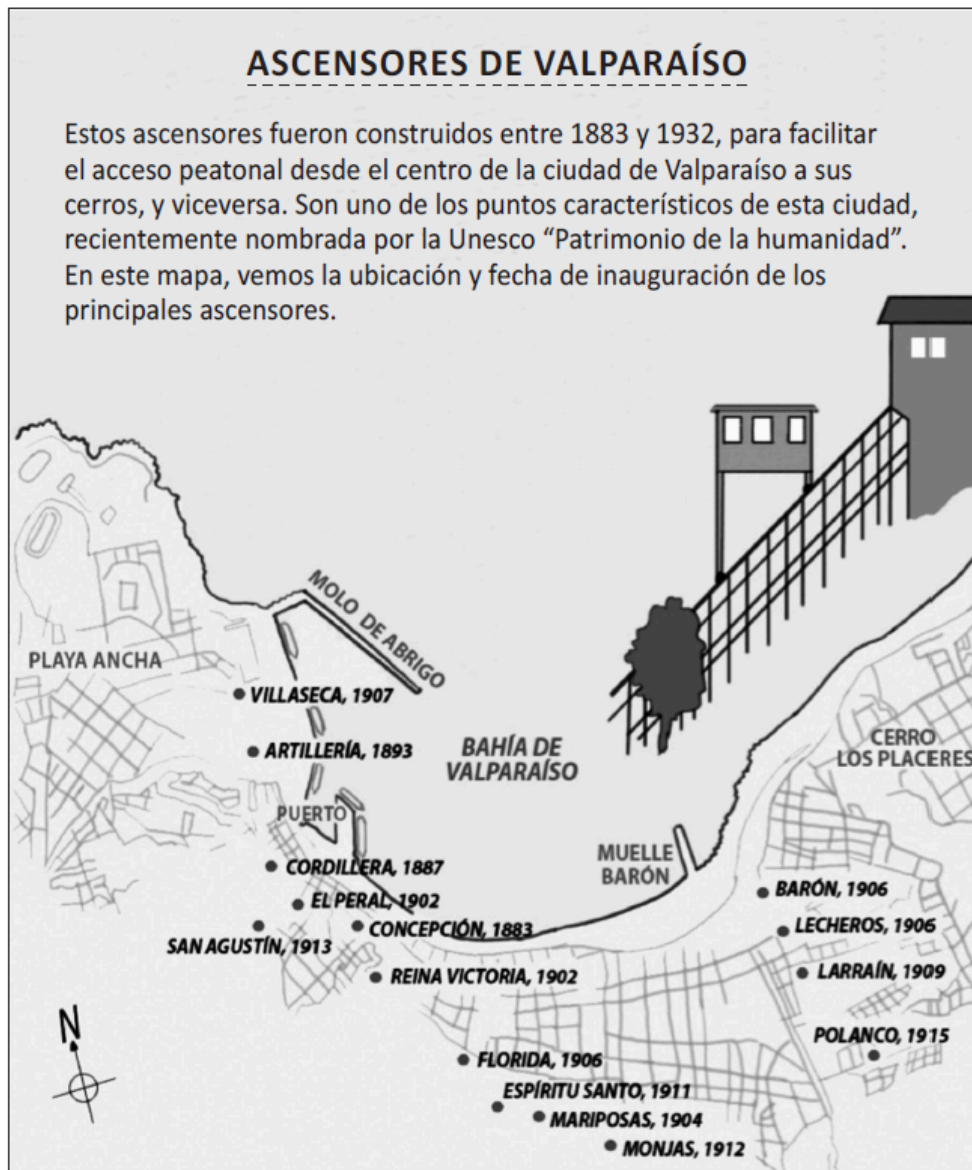 ASCENSORES DE VALPARAÍSO
Estos ascensores fueron construidos entre 1883 y 1932, para facilitar
el acceso peatonal desde el centro de la ciudad de Valparaíso a sus
cerros, y viceversa. Son uno de los puntos característicos de esta ciudad,
recientemente nombrada por la Unesco “Patrimonio de la humanidad”.
En este mapa, vemos la ubicación y fecha de inauguración de los
principales ascensores.
MOLO DE ABRIGO
PLAYA ANCHA
VILLASECA, 1907
ARTILLERÍA, 1893
BAHÍA DE
VALPARAÍSO
CERRO
LOS PLACERES
PUERTO
MUELLE
BARÓN
CORDILLERA, 1887
EL PERAL, 1902
CONCEPCIÓN, 1883
SAN AGUSTÍN, 1913
REINA VICTORIA, 1902
BARÓN, 1906
LECHEROS, 1906
LARRAÍN, 1909
POLANCO, 1915
N
FLORIDA, 1906
ESPÍRITU SANTO, 1911
MARIPOSAS, 1904
MONJAS, 1912